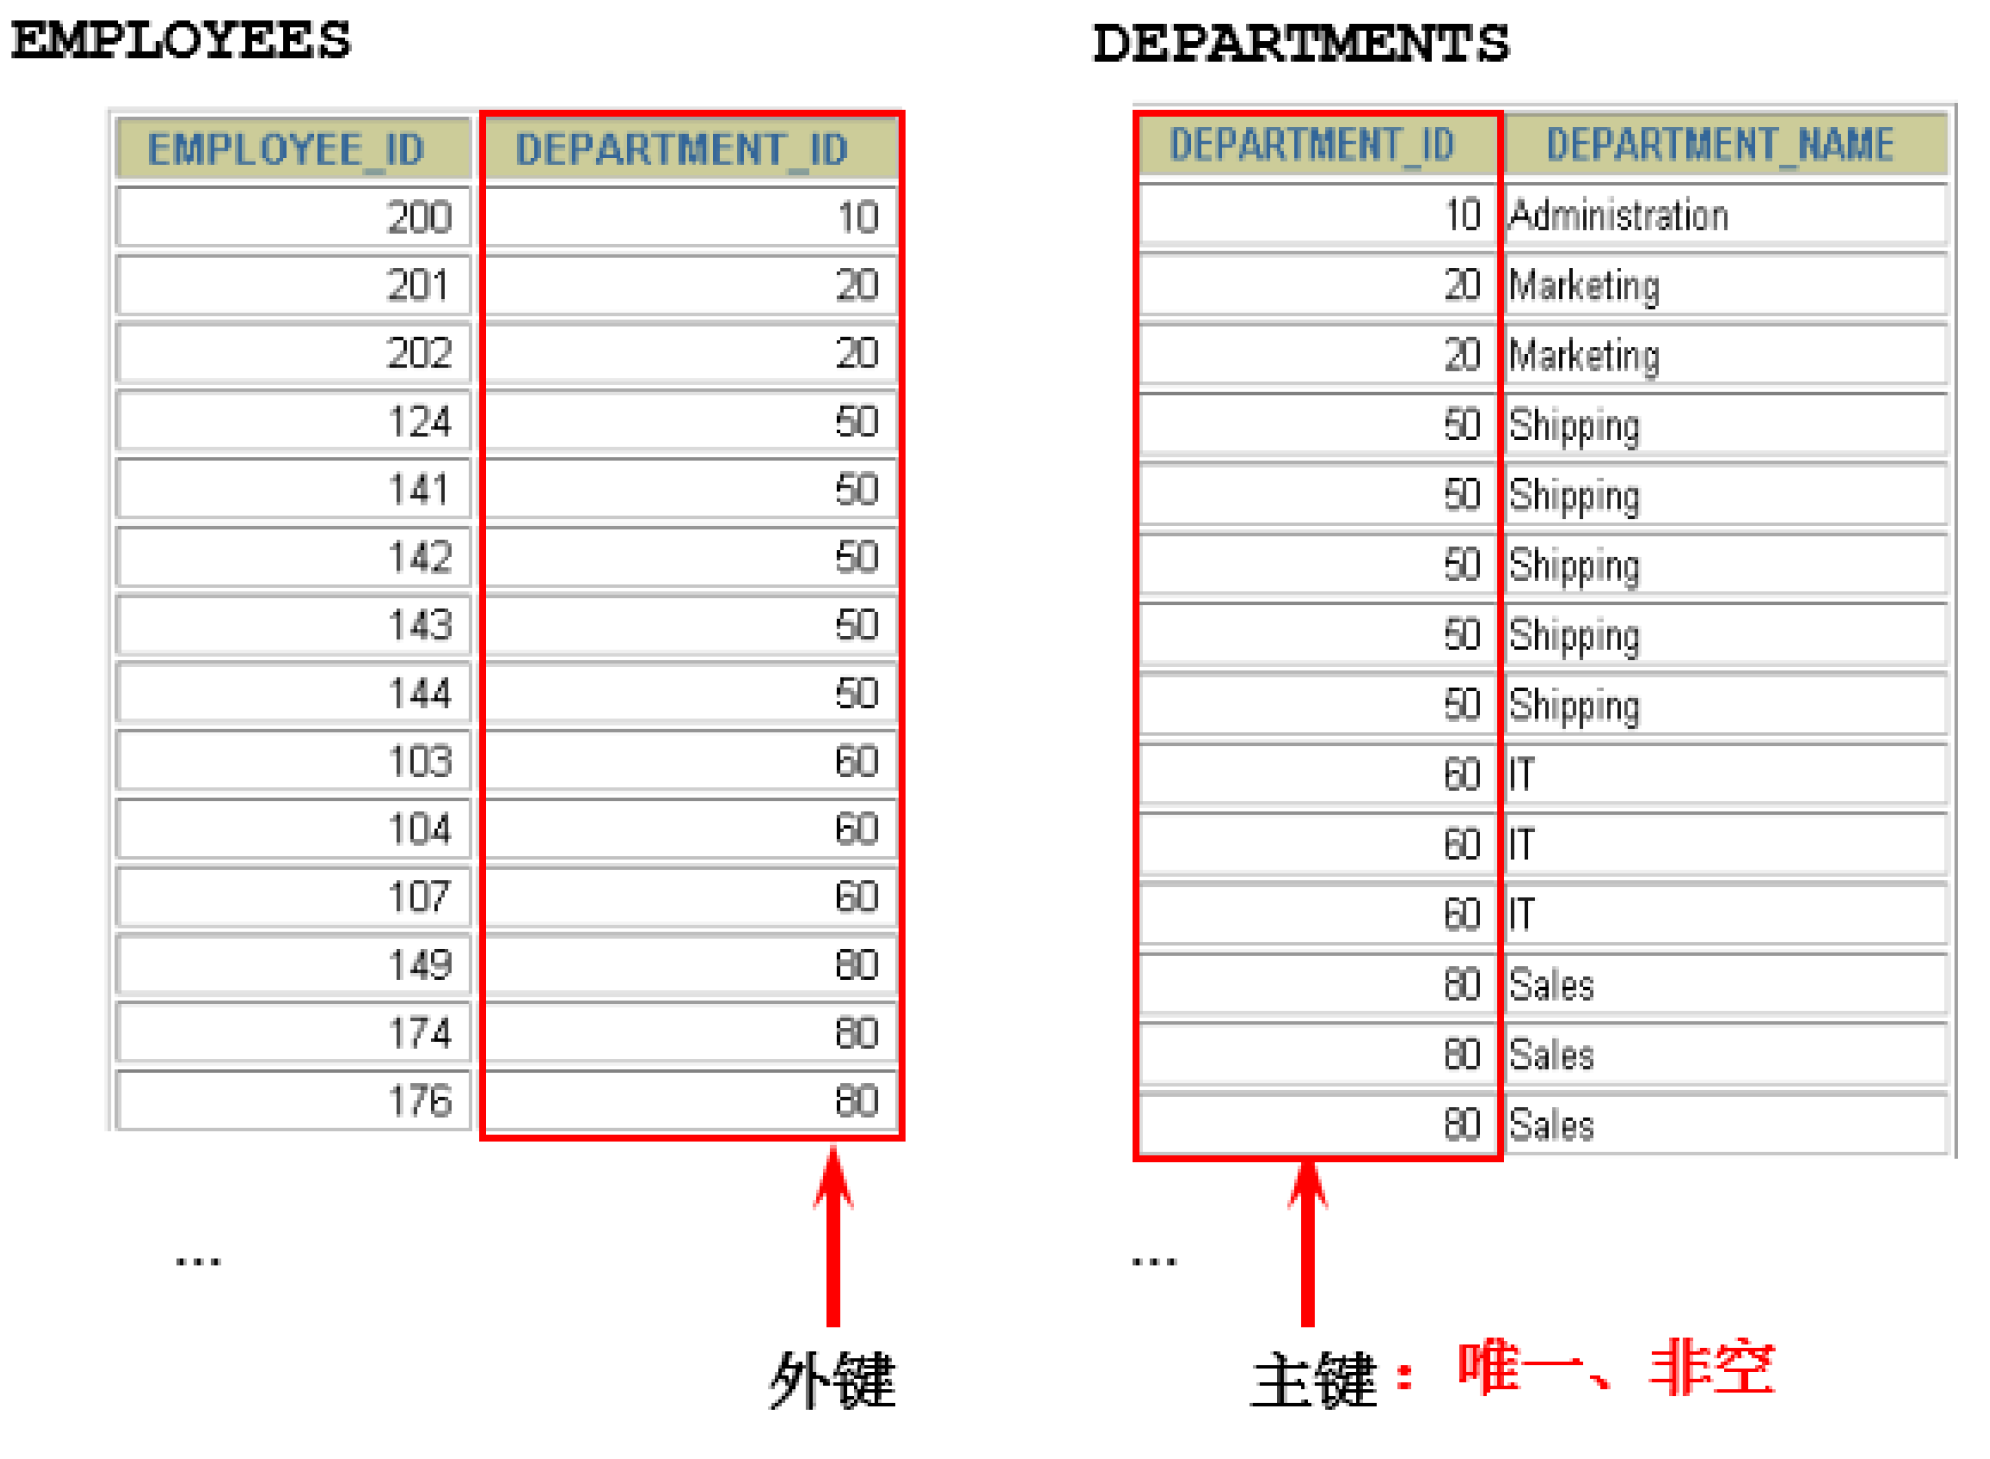 EMPLOYEES
EMPLOYEE_ID DEPARTMENT_ID
200 10
201 20
202 20
124 50
141 50
142 50
143 50
144 50
103 60
104 60
107 60
149 80
174 80
176 80
...
外键
DEPARTMENTS
DEPARTMENT_ID DEPARTMENT_NAME
10 Administration
20 Marketing
20 Marketing
50 Shipping
50 Shipping
50 Shipping
50 Shipping
50 Shipping
60 IT
60 IT
60 IT
80 Sales
80 Sales
80 Sales
...
主键：唯一、非空